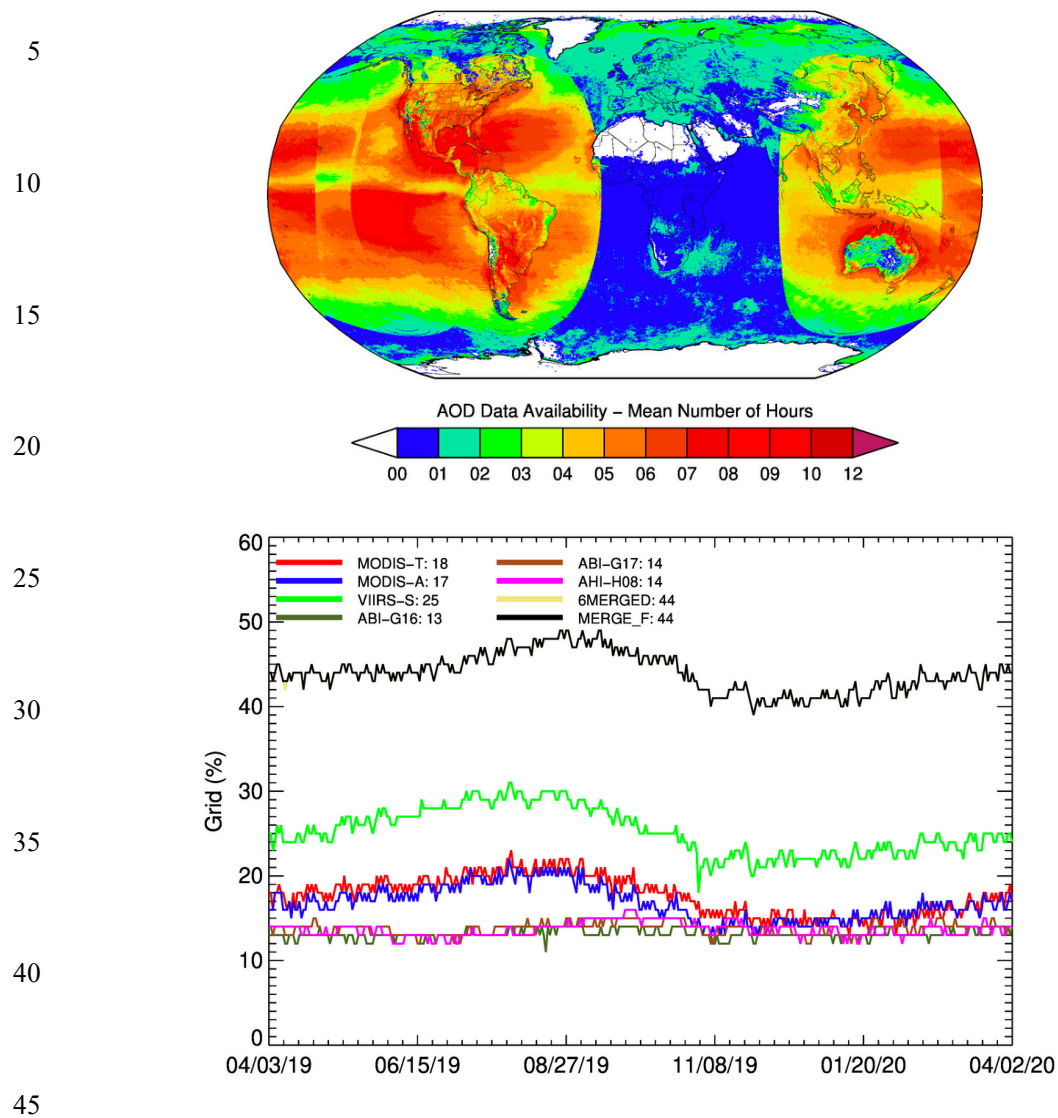 5
10
15
AOD Data Availability – Mean Number of Hours
20
00 01 02 03 04 05 06 07 08 09 10 12
25
60
MODIS-T: 18 ABI-G17: 14
MODIS-A: 17 AHI-H08: 14
VIIRS-S: 25 6MERGED: 44
ABI-G16: 13 MERGE_F: 44
50
30
40
Grid (%)
30
35
20
40
10
0
04/03/19 06/15/19 08/27/19 11/08/19 01/20/20 04/02/20
45